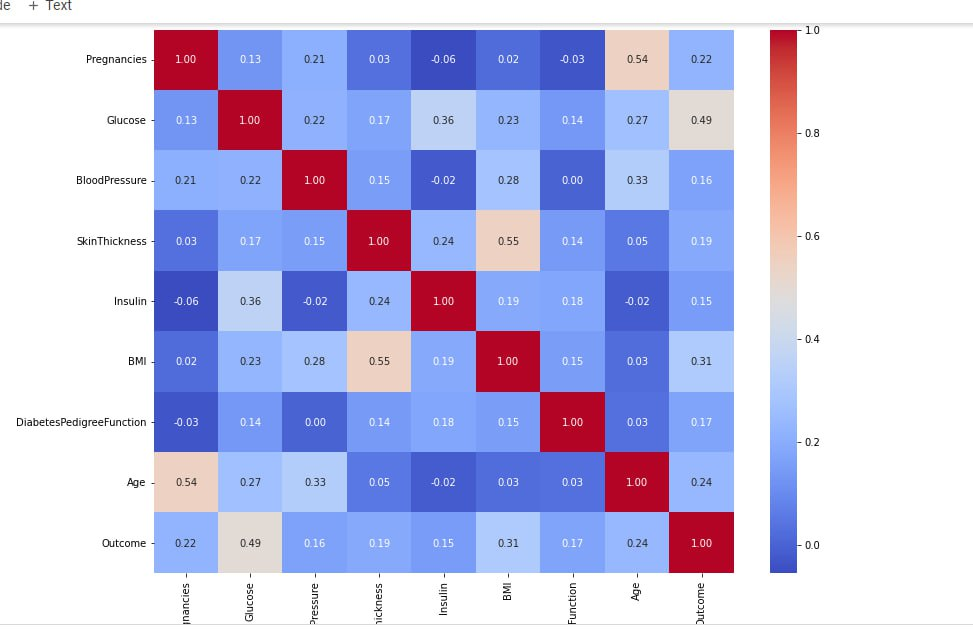 + Text
1.0
Pregnancies 1.00 0.13 0.21 0.03 -0.06 0.02 -0.03 0.54 0.22
Glucose 0.13 1.00 0.22 0.17 0.36 0.23 0.14 0.27 0.49
0.8
BloodPressure 0.21 0.22 1.00 0.15 -0.02 0.28 0.00 0.33 0.16
SkinThickness 0.03 0.17 0.15 1.00 0.24 0.55 0.14 0.05 0.19
0.6
Insulin -0.06 0.36 -0.02 0.24 1.00 0.19 0.18 -0.02 0.15
0.4
BMI 0.02 0.23 0.28 0.55 0.19 1.00 0.15 0.03 0.31
DiabetesPedigreeFunction -0.03 0.14 0.00 0.14 0.18 0.15 1.00 0.03 0.17
0.2
Age 0.54 0.27 0.33 0.05 -0.02 0.03 0.03 1.00 0.24
Outcome 0.22 0.49 0.16 0.19 0.15 0.31 0.17 0.24 1.00
0.0
nancies Glucose Pressure hickness Insulin BMI Function Age Outcome